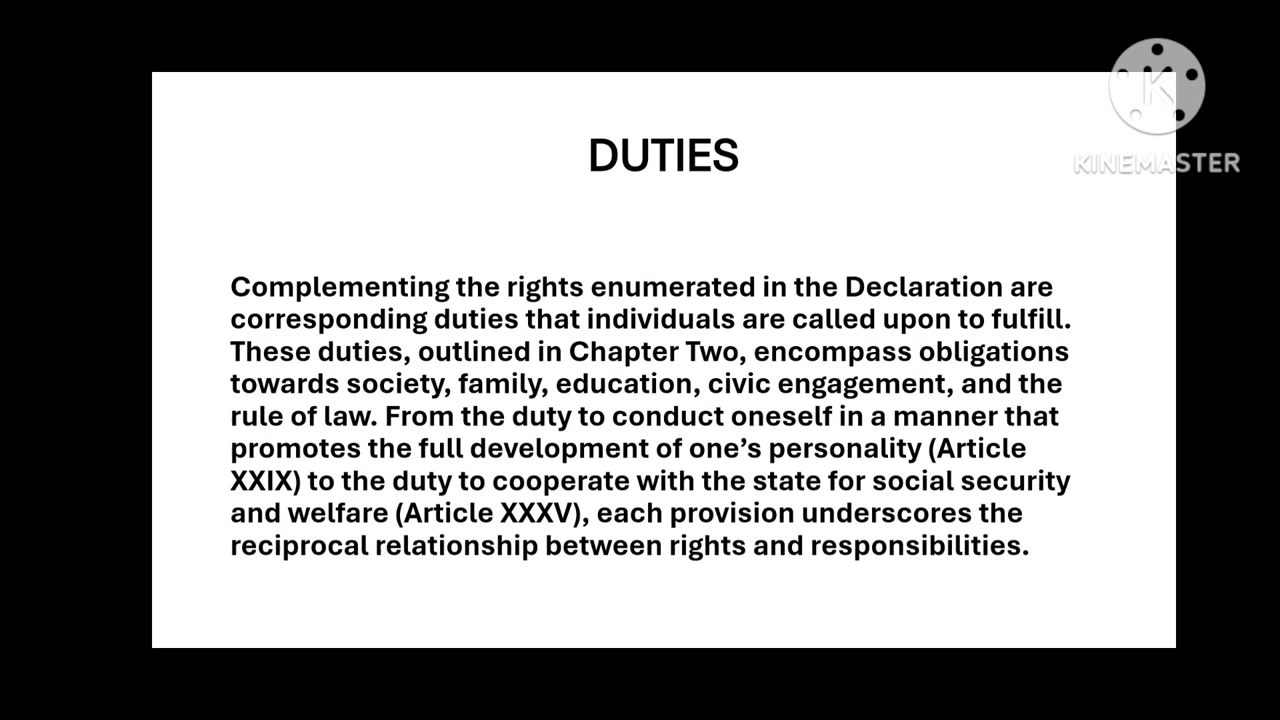 K
KINEMASTER
DUTIES
Complementing the rights enumerated in the Declaration are
corresponding duties that individuals are called upon to fulfill.
These duties, outlined in Chapter Two, encompass obligations
towards society, family, education, civic engagement, and the
rule of law. From the duty to conduct oneself in a manner that
promotes the full development of one’s personality (Article
XXIX) to the duty to cooperate with the state for social security
and welfare (Article XXXV), each provision underscores the
reciprocal relationship between rights and responsibilities.